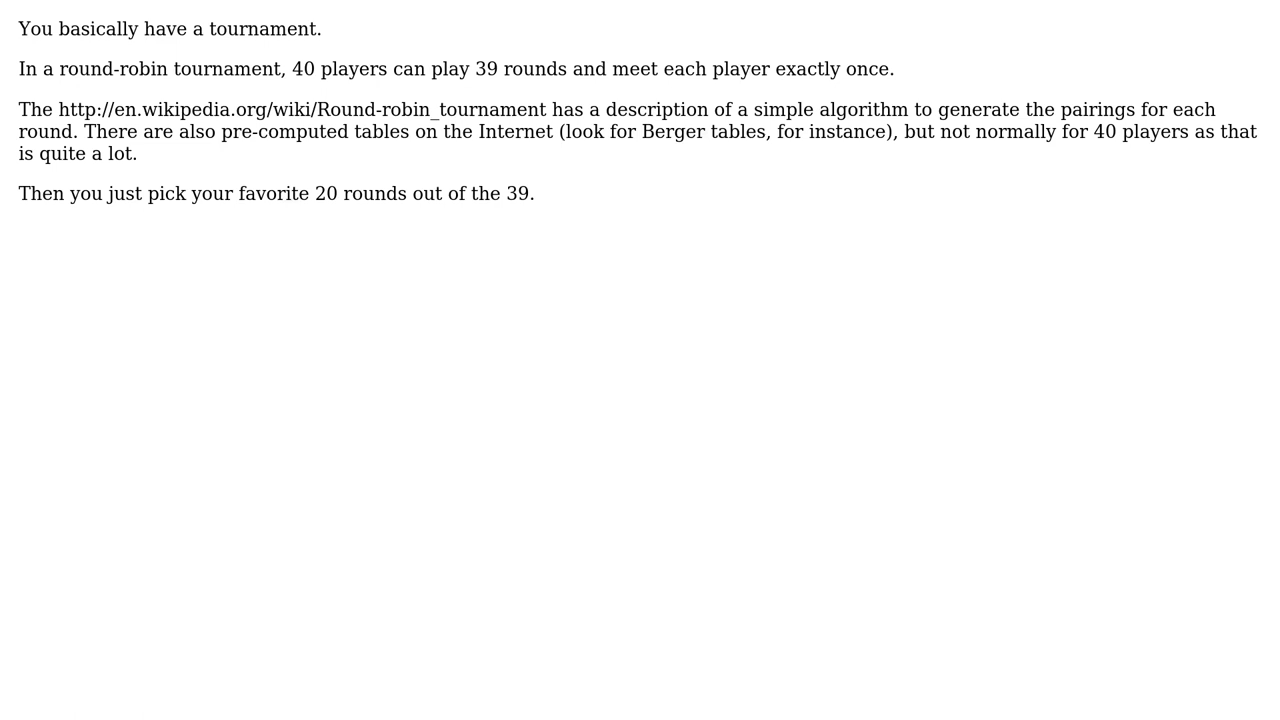 You basically have a tournament.
In a round-robin tournament, 40 players can play 39 rounds and meet each player exactly once.
The http://en.wikipedia.org/wiki/Round-robin_tournament has a description of a simple algorithm to generate the pairings for each
round. There are also pre-computed tables on the Internet (look for Berger tables, for instance), but not normally for 40 players as that
is quite a lot.
Then you just pick your favorite 20 rounds out of the 39.